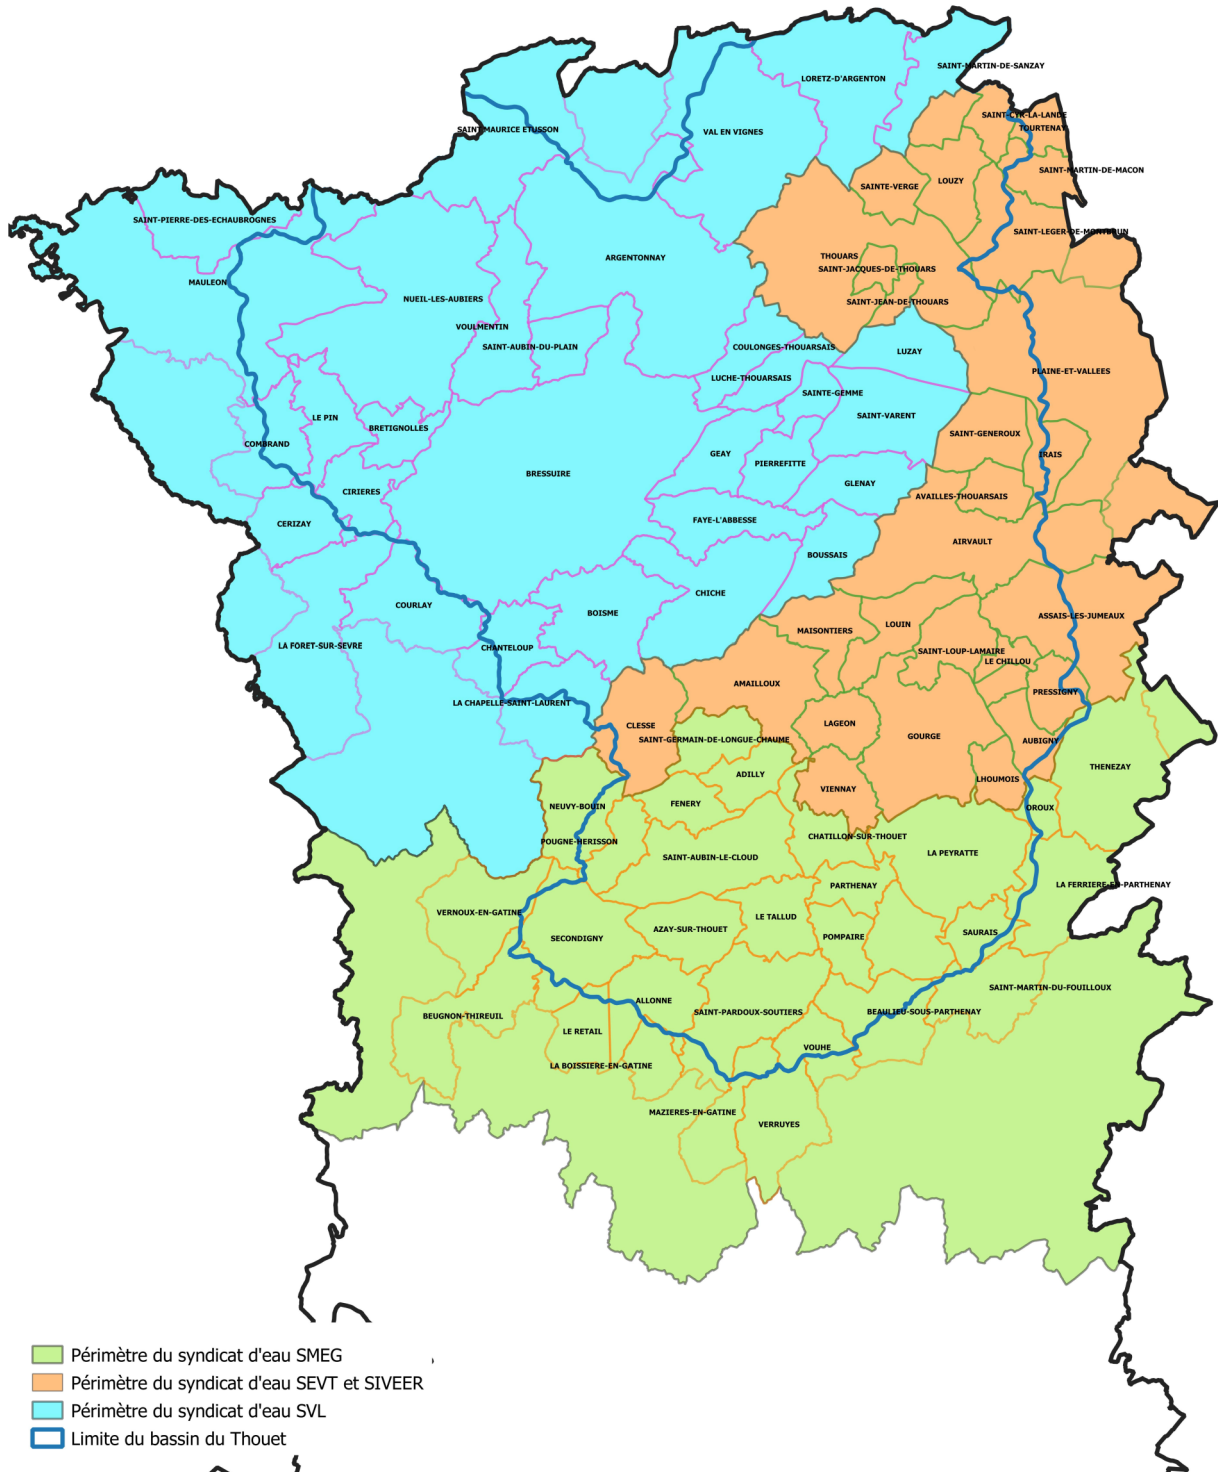 SAINT-MARTIN-DE-SANZAY
LORETZ-D'ARGENTON
SAINT-CYR-LA-LANDE
TOURTENAY
SAINT MAURICE ETUSSON
VAL EN VIGNES
SAINT-MARTIN-DE-MACON
LOUZY
SAINTE-VERGE
SAINT-PIERRE-DES-ECHAUBROGNES
SAINT-LEGER-DE-MONTBRUN
THOUARS
ARGENTONNAY
SAINT-JACQUES-DE-THOUARS
MAULEON
NUEIL-LES-AUBIERS
SAINT-JEAN-DE-THOUARS
VOULMENTIN
SAINT-AUBIN-DU-PLAIN
COULONGES-THOUARSAIS
LUZAY
PLAINE-ET-VALLEES
LUCHE-THOUARSAIS
SAINTE-GEMME
SAINT-VARENT
LE PIN
BRETIGNOLLES
SAINT-GENEROUX
COMBRAND
GEAY
IRAIS
PIERREFITTE
BRESSUIRE
GLENAY
CIRIERES
AVAILLES-THOUARSAIS
FAYE-L'ABBESSE
CERIZAY
AIRVAULT
BOUSSAIS
CHICHE
COURLAY
BOISME
ASSAIS-LES-JUMEAUX
LOUIN
MAISONTIERS
LA FORET-SUR-SEVRE
CHANTELOUP
SAINT-LOUP-LAMAIRE
LE CHILLOU
AMAILLOUX
PRESSIGNY
LA CHAPELLE-SAINT-LAURENT
LAGEON
CLESSE
GOURGE
SAINT-GERMAIN-DE-LONGUE-CHAUME
AUBIGNY
THENEZAY
ADILLY
LHOUMOIS
VIENNAY
FENERY
NEUVY-BOUIN
OROUX
CHATILLON-SUR-THOUET
POUGNE-HERISSON
LA PEYRATTE
SAINT-AUBIN-LE-CLOUD
PARTHENAY
LA FERRIERE-EN-PARTHENAY
VERNOUX-EN-GATINE
LE TALLUD
AZAY-SUR-THOUET
SAURAIS
SECONDIGNY
POMPAIRE
SAINT-MARTIN-DU-FOUILLOUX
ALLONNE
SAINT-PARDOUX-SOUTIERS
BEAULIEU-SOUS-PARTHENAY
BEUGNON-THIREUIL
LE RETAIL
VOUHE
LA BOISSIERE-EN-GATINE
MAZIERES-EN-GATINE
VERRUYES
Périmètre du syndicat d'eau SMEG
Périmètre du syndicat d'eau SEVT et SIVEER
Périmètre du syndicat d'eau SVL
Limite du bassin du Thouet